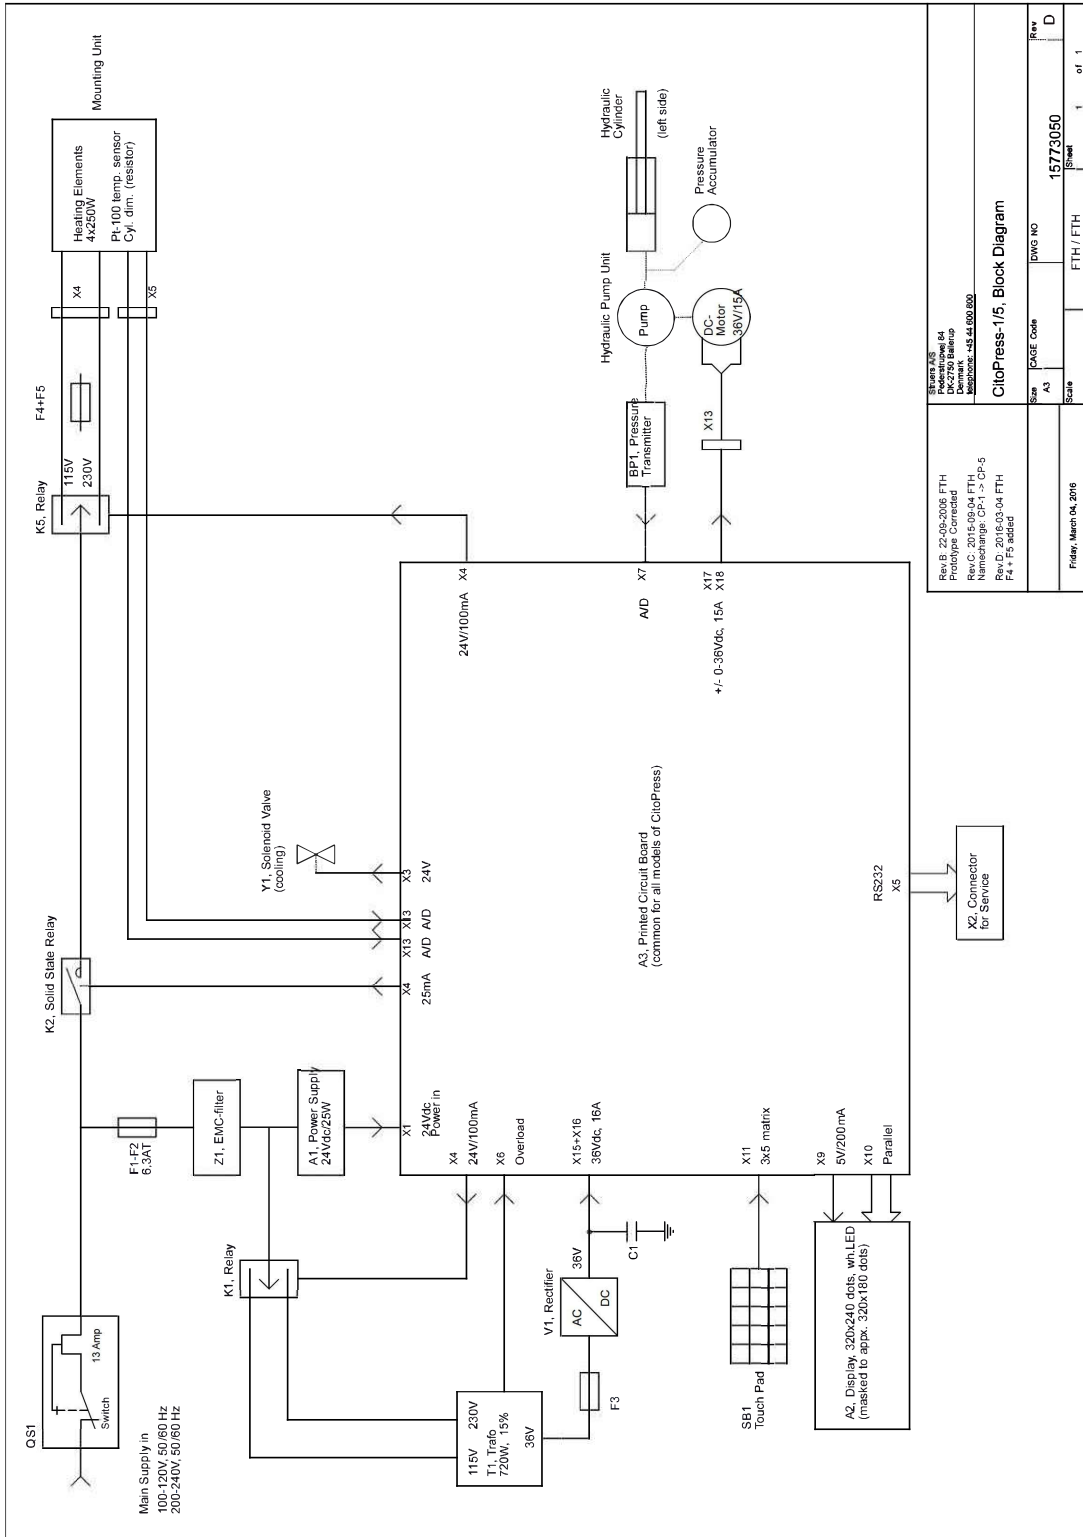 QS1
13 Amp
Switch
Main Supply in
100-120V, 50/60 Hz
200-240V, 50/60 Hz
K2, Solid State Relay
K5, Relay
115V
230V
F4+F5
X4
X5
Mounting Unit
Heating Elements
4x250W
Pt-100 temp. sensor
Cyl. dim. (resistor)
F1-F2
6.3AT
Z1, EMC-filter
A1, Power Supply
24Vdc/25W
K1, Relay
Y1, Solenoid Valve
(cooling)
X1
24Vdc
Power in
X4
25mA
X13
A/D
X13
A/D
X3
24V
X4
24V/100mA
X6
Overload
X15+X16
36Vdc, 16A
X11
3x5 matrix
X9
5V/200mA
X10
Parallel
24V/100mA
X4
A/D
X7
+/- 0-36Vdc, 15A
X17
X18
A3, Printed Circuit Board
(common for all models of CitoPress)
RS232
X5
X2, Connector
for Service
115V
230V
T1, Trafo
720W, 15%
36V
F3
V1, Rectifier
AC
DC
36V
C1
SB1
Touch Pad
A2, Display, 320x240 dots, wh.LED
(masked to appx. 320x180 dots)
BP1, Pressure
Transmitter
X13
Hydraulic Pump Unit
Pump
DC-
Motor
36V/15A
Hydraulic
Cylinder
(left side)
Pressure
Accumulator
Rev.B: 22-09-2006 FTH
Prototype Corrected
Rev.C: 2015-09-04 FTH
Namechange: CP-1 -> CP-5
Rev.D: 2016-03-04 FTH
F4 + F5 added
Friday, March 04, 2016
Struers A/S
Pederstrupvej 84
DK-2750 Ballerup
Denmark
telephone: +45 44 600 800
CitoPress-1/5, Block Diagram
Size
A3
CAGE Code
DWG NO
15773050
Rev
D
Scale
FTH / FTH
Sheet
1
of
1